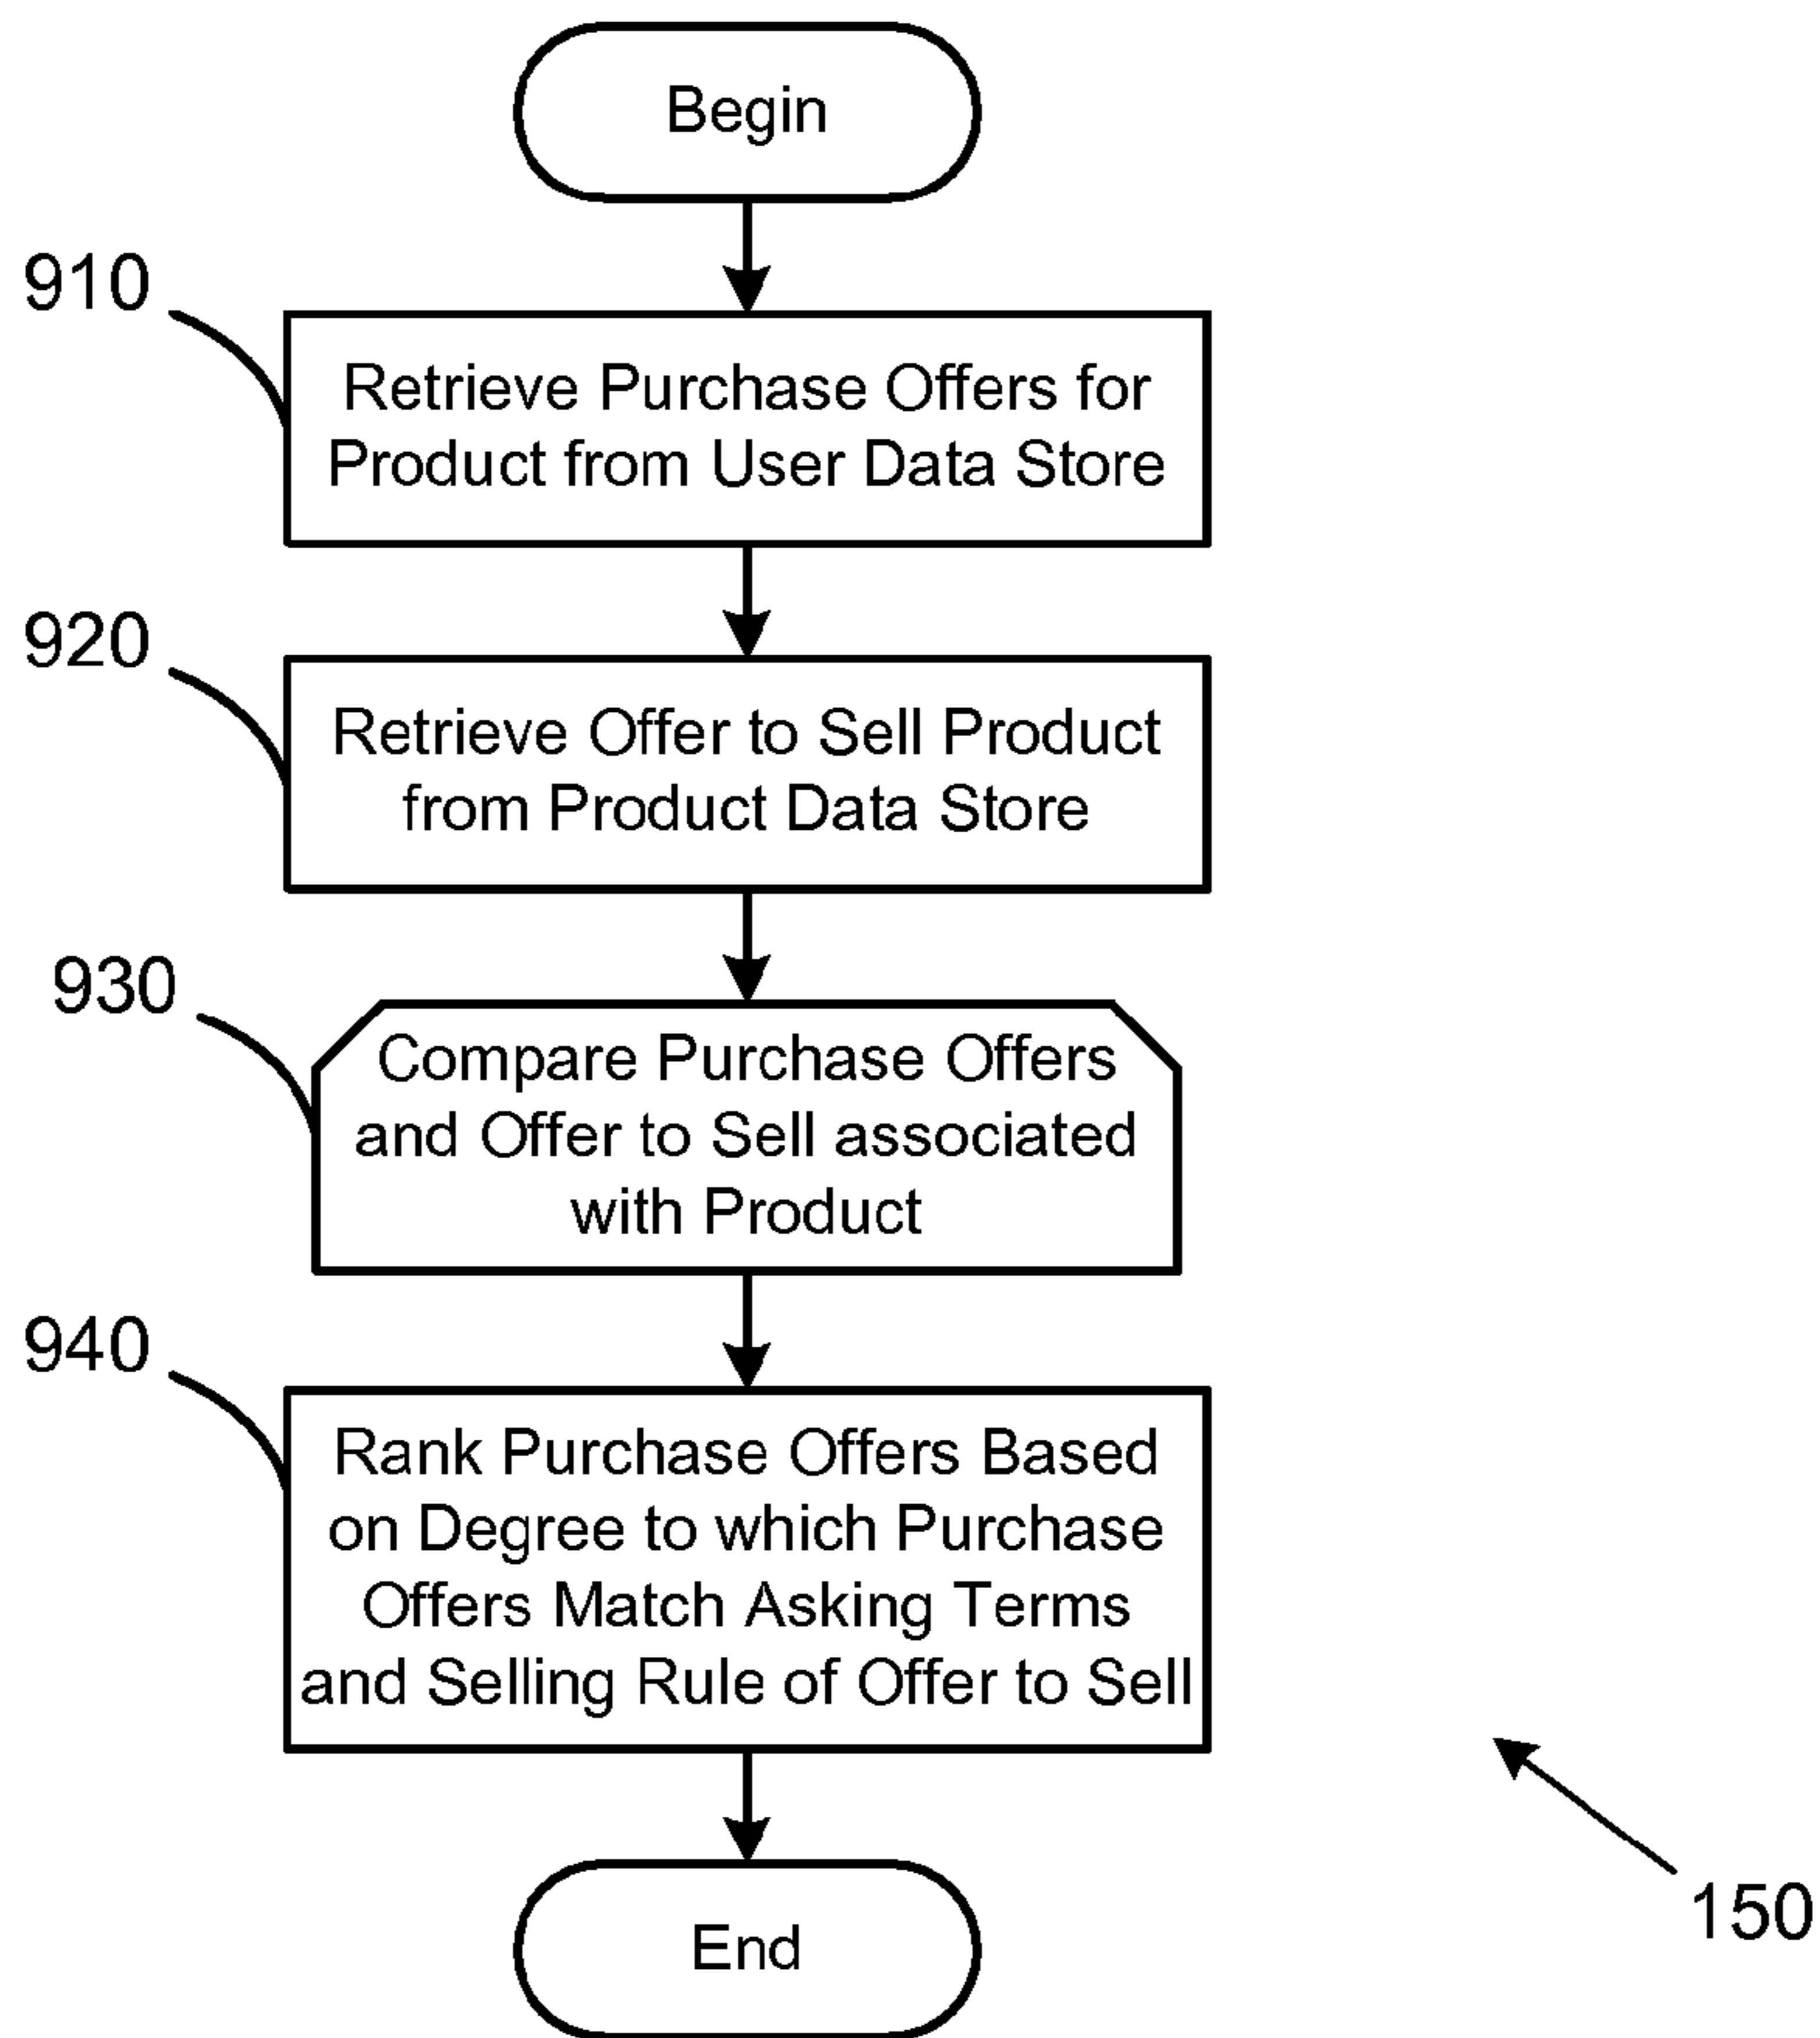 Begin
910
Retrieve Purchase Offers for
Product from User Data Store
920
Retrieve Offer to Sell Product
from Product Data Store
930
Compare Purchase Offers
and Offer to Sell associated
with Product
940
Rank Purchase Offers Based
on Degree to which Purchase
Offers Match Asking Terms
and Selling Rule of Offer to Sell
End
150